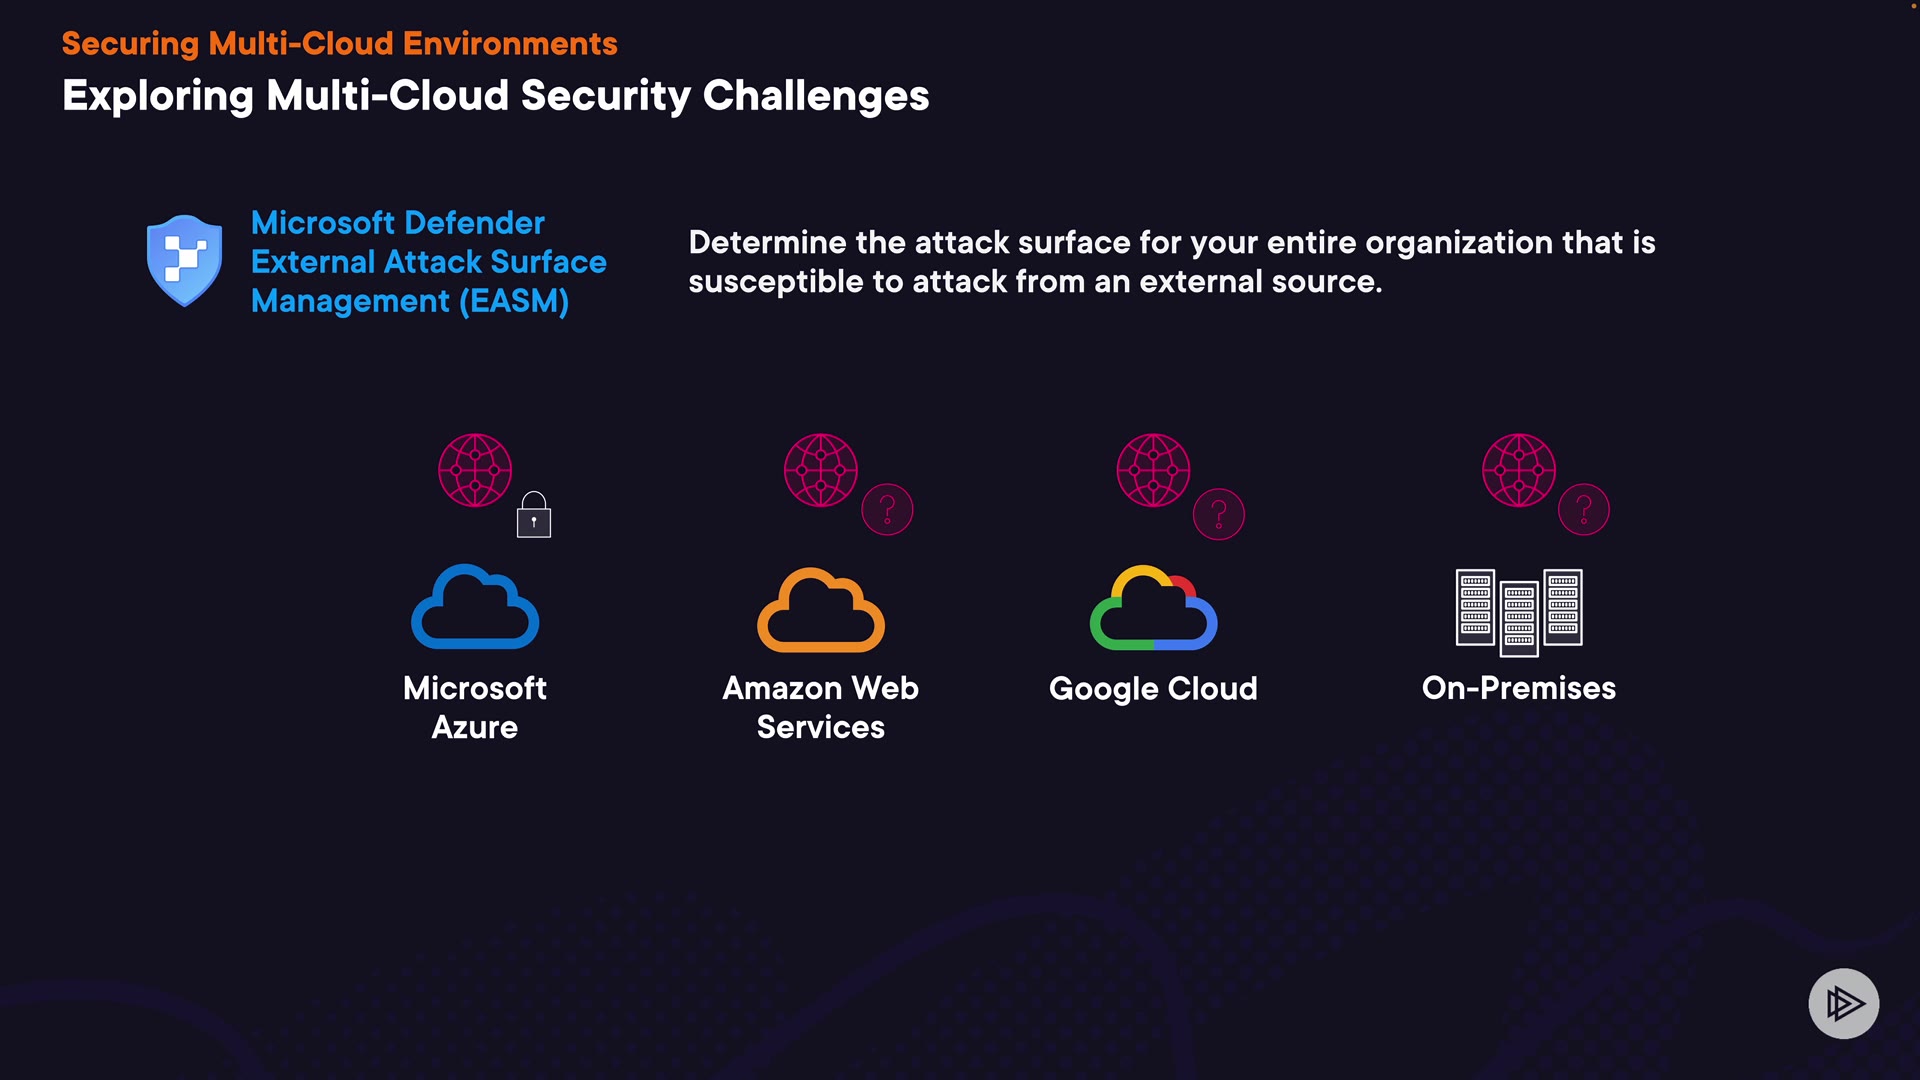 Securing Multi-Cloud Environments
Exploring Multi-Cloud Security Challenges
Microsoft Defender
External Attack Surface
Management (EASM)
Determine the attack surface for your entire organization that is
susceptible to attack from an external source.
?
?
?
Microsoft
Azure
Amazon Web
Services
Google Cloud
On-Premises